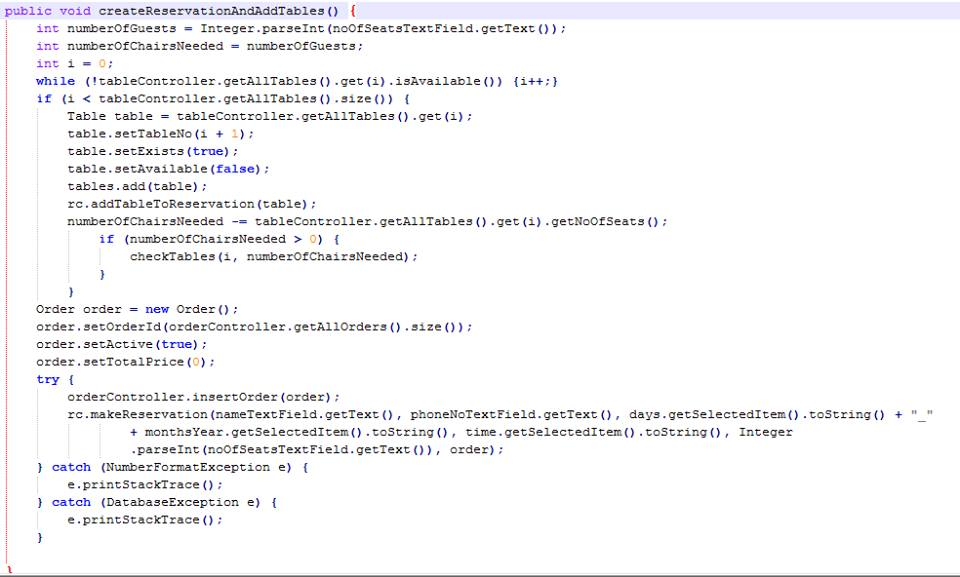 public void createReservationAndAddTables() {
    int numberOfGuests = Integer.parseInt(noOfSeatsTextField.getText());
    int numberOfChairsNeeded = numberOfGuests;
    int i = 0;
    while (!tableController.getAllTables().get(i).isAvailable()) {i++;}
    if (i < tableController.getAllTables().size()) {
        Table table = tableController.getAllTables().get(i);
        table.setTableNo(i + 1);
        table.setExists(true);
        table.setAvailable(false);
        tables.add(table);
        rc.addTableToReservation(table);
        numberOfChairsNeeded -= tableController.getAllTables().get(i).getNoOfSeats();
            if (numberOfChairsNeeded > 0) {
                checkTables(i, numberOfChairsNeeded);
            }
        }
    Order order = new Order();
    order.setOrderId(orderController.getAllOrders().size());
    order.setActive(true);
    order.setTotalPrice(0);
    try {
        orderController.insertOrder(order);
        rc.makeReservation(nameTextField.getText(), phoneNoTextField.getText(), days.getSelectedItem().toString() + "_"
                + monthsYear.getSelectedItem().toString(), time.getSelectedItem().toString(), Integer
                .parseInt(noOfSeatsTextField.getText()), order);
    } catch (NumberFormatException e) {
        e.printStackTrace();
    } catch (DatabaseException e) {
        e.printStackTrace();
    }
}